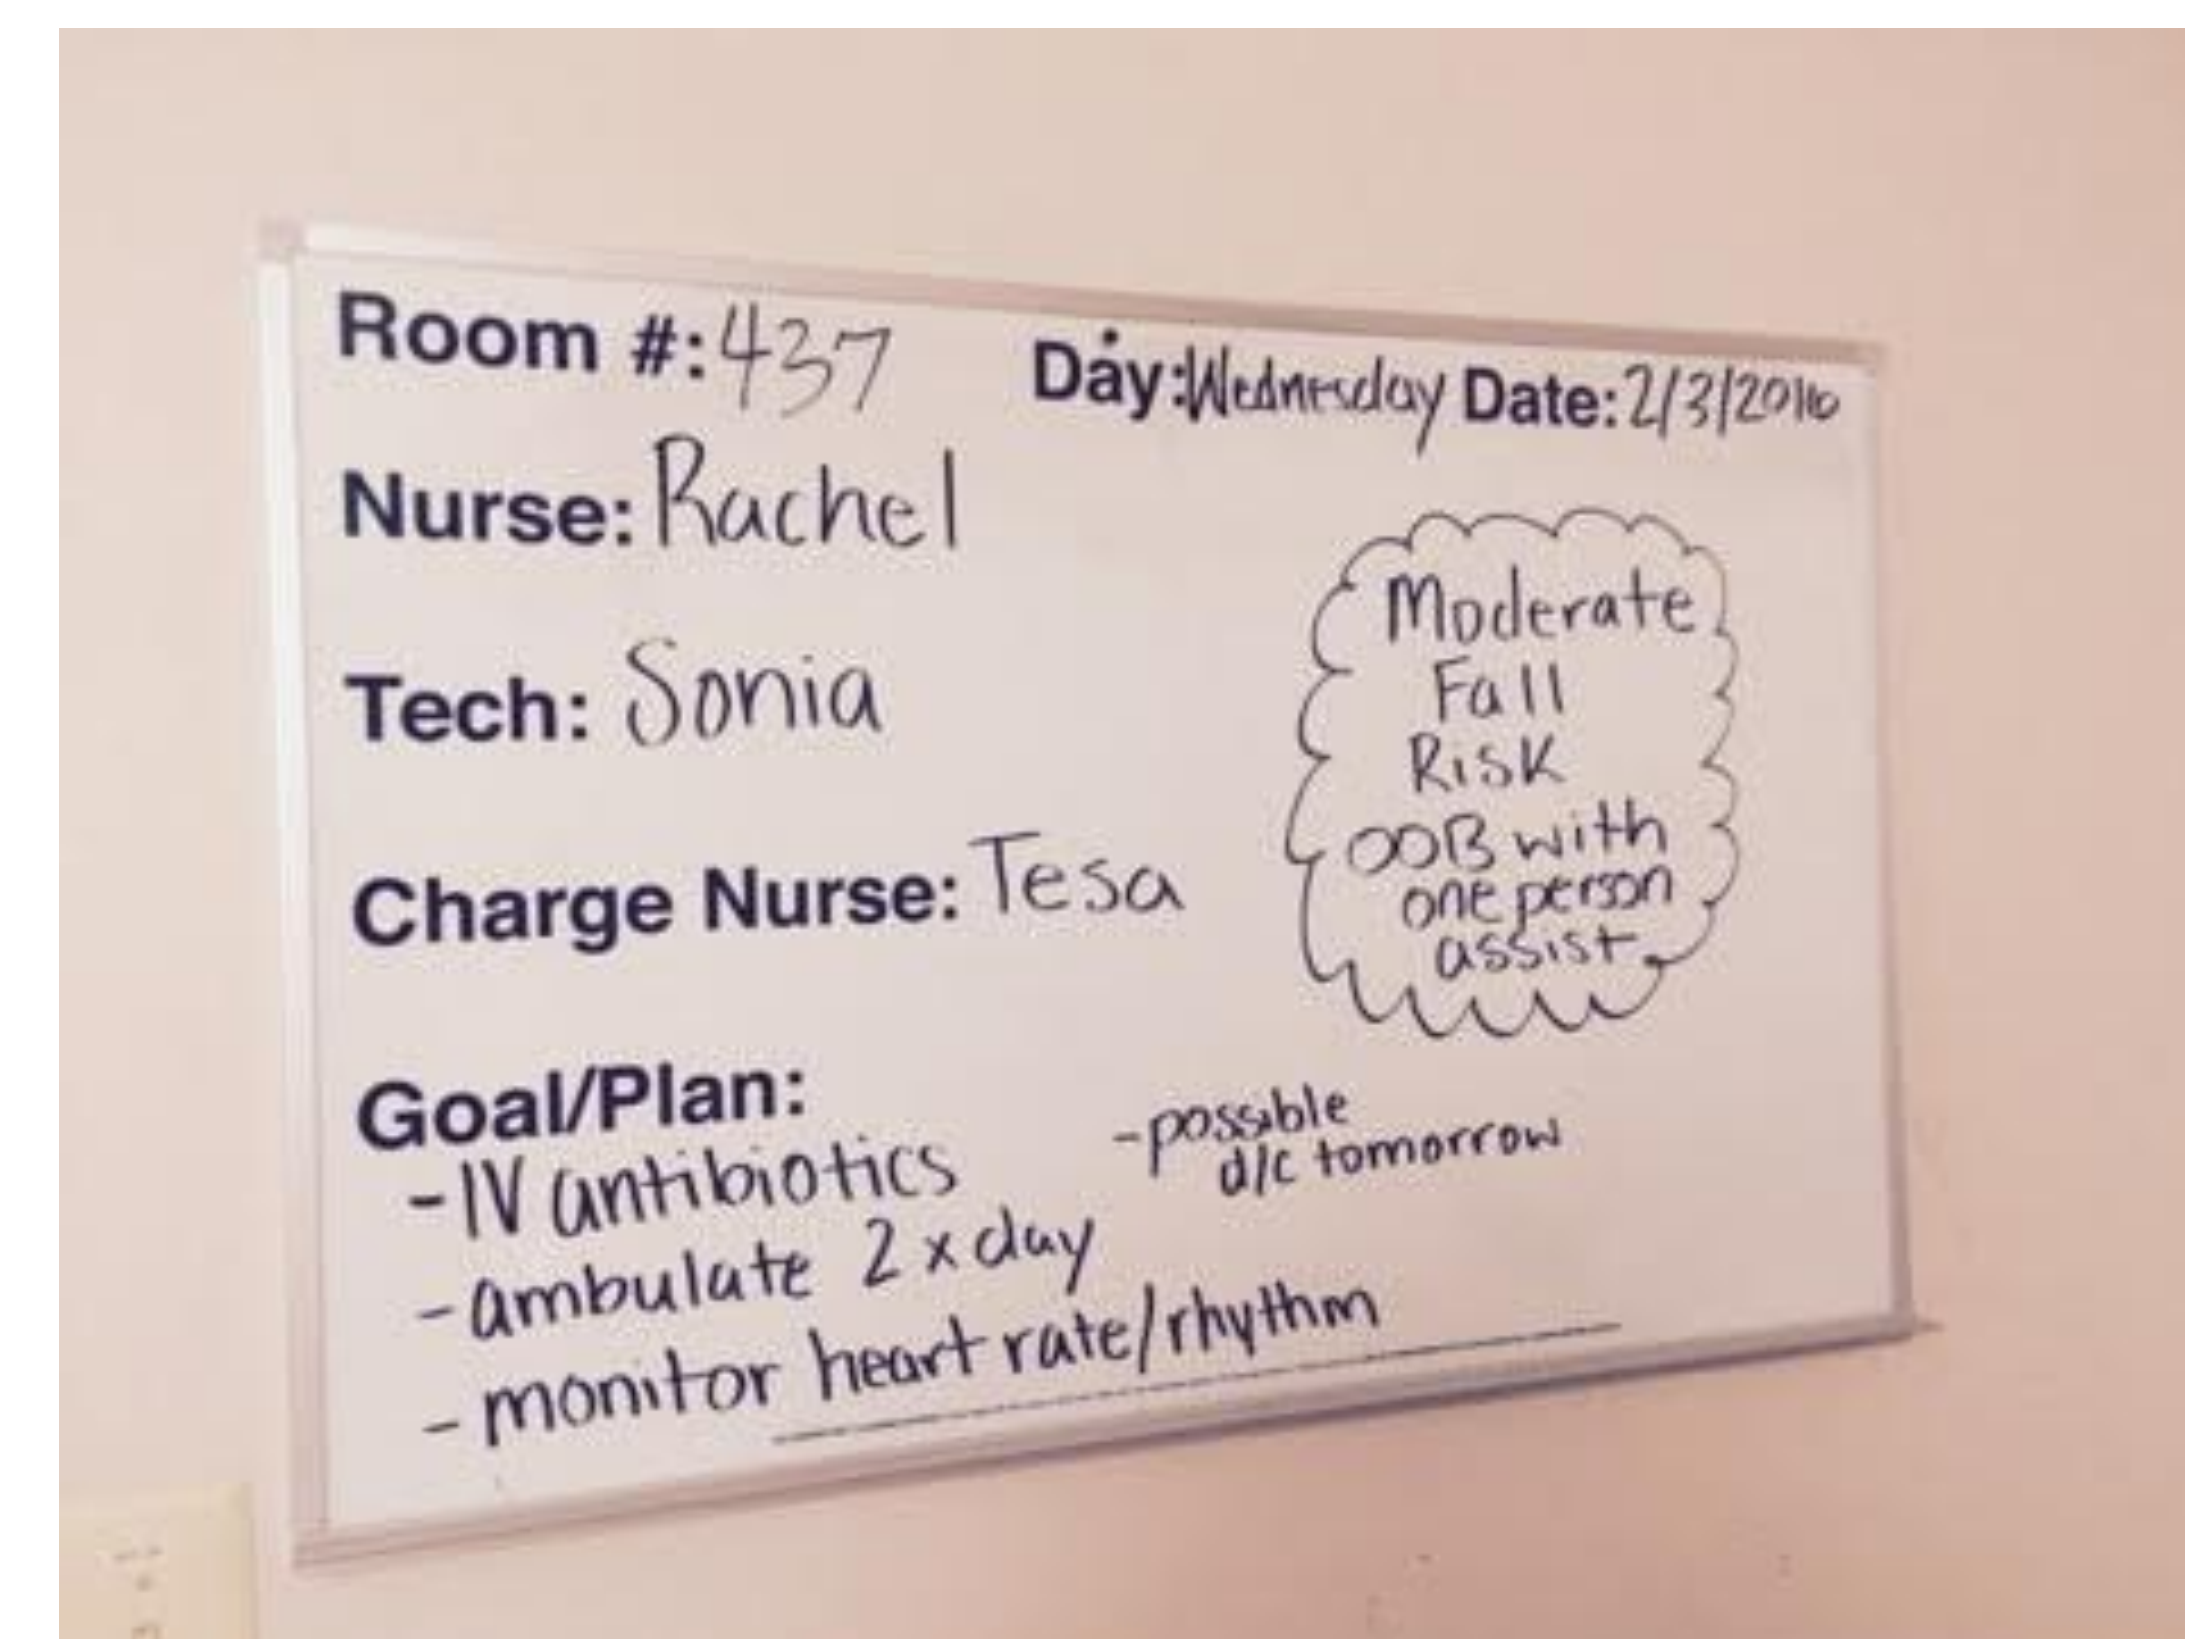 Room #: 437 Day: Wednesday Date: 2/3/2016
Nurse: Rachel
Tech: Sonia
Charge Nurse: Tesa
Moderate
Fall
Risk
OOB with
one person
assist
Goal/Plan:
- IV antibiotics
- ambulate 2 x day
- monitor heart rate/rhythm
- possible
d/c tomorrow